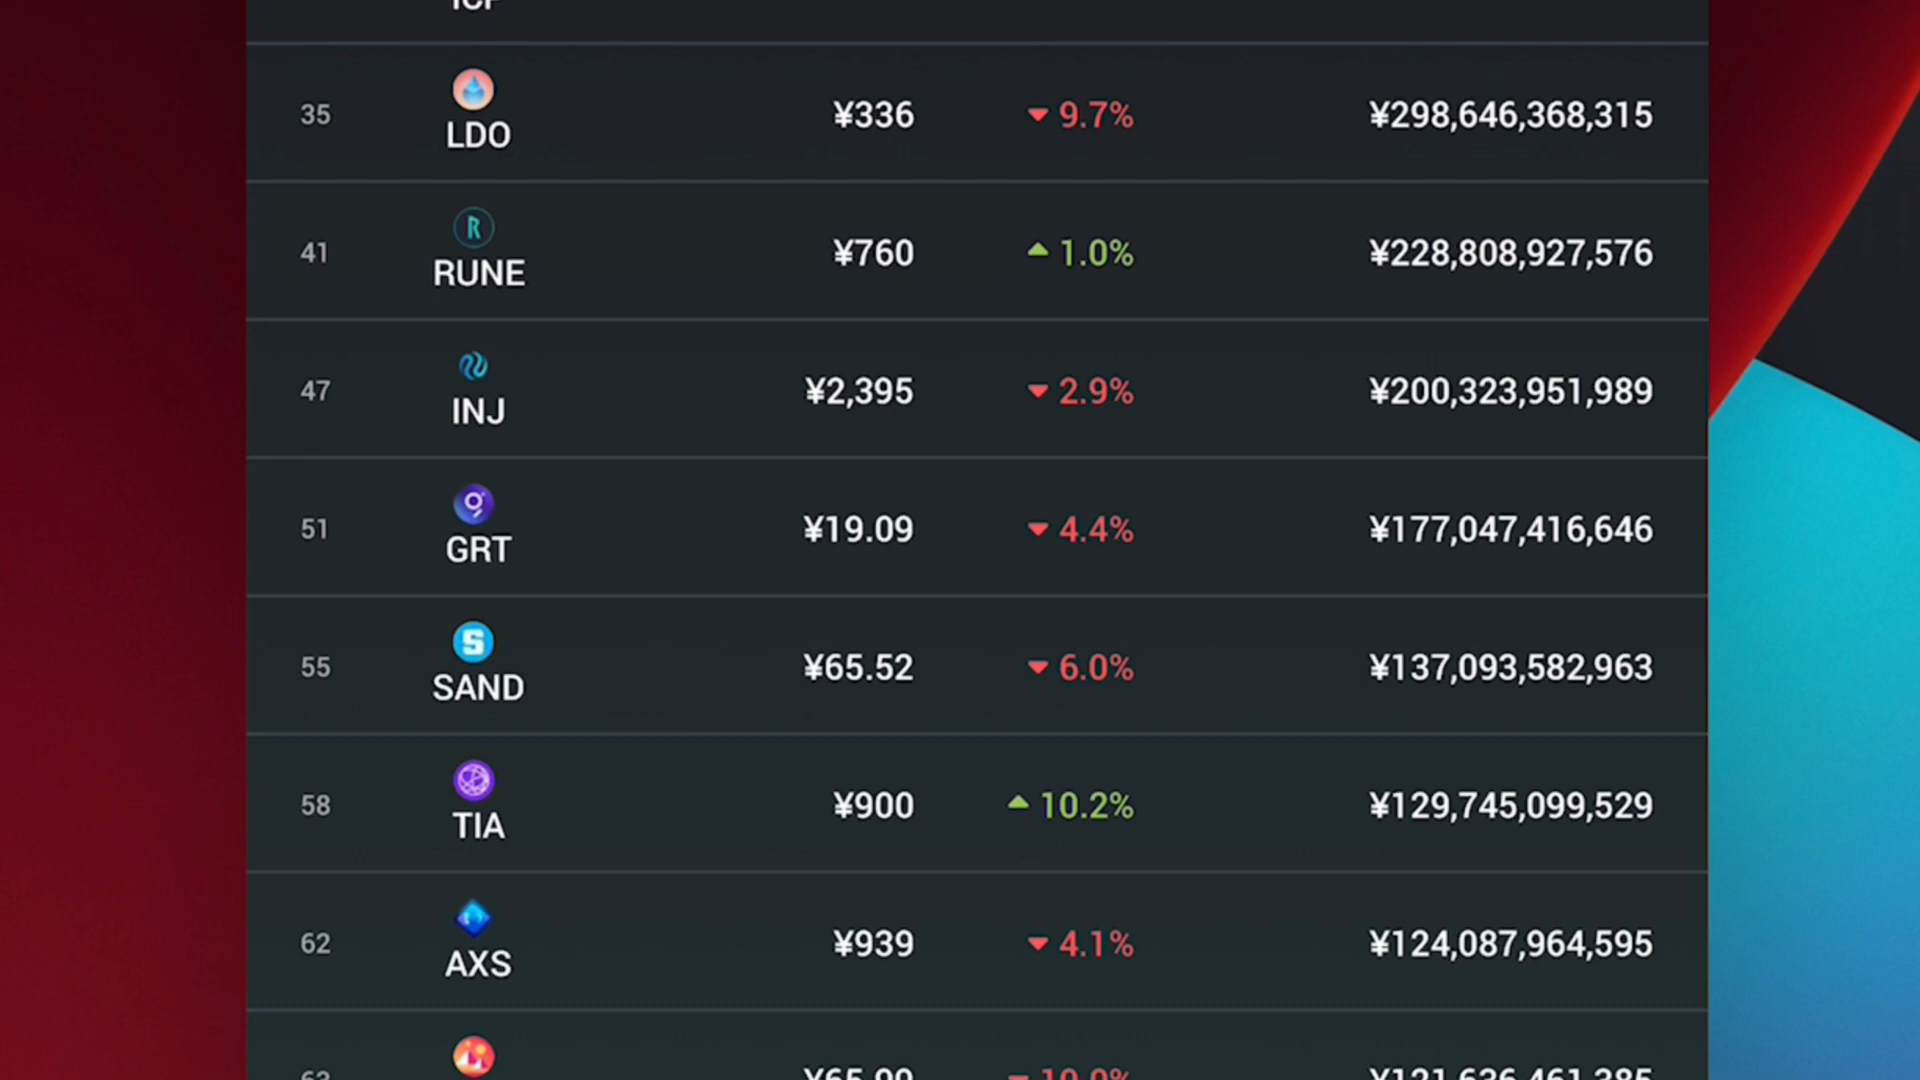 35 LDO ¥336 9.7% ¥298,646,368,315
41 RUNE ¥760 1.0% ¥228,808,927,576
47 INJ ¥2,395 2.9% ¥200,323,951,989
51 GRT ¥19.09 4.4% ¥177,047,416,646
55 SAND ¥65.52 6.0% ¥137,093,582,963
58 TIA ¥900 10.2% ¥129,745,099,529
62 AXS ¥939 4.1% ¥124,087,964,595